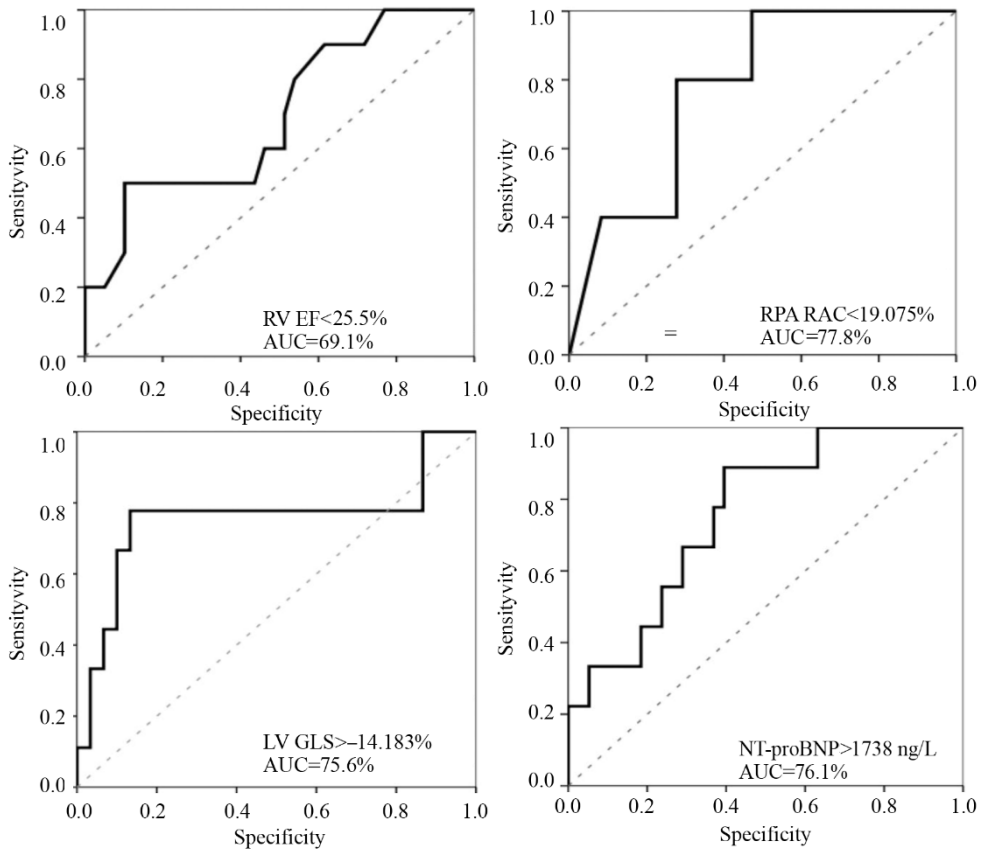 1.0
0.8
0.6
0.4
0.2
0.0
Sensityvity
RV EF<25.5%
AUC=69.1%
0.0 0.2 0.4 0.6 0.8 1.0
Specificity
1.0
0.8
0.6
0.4
0.2
0.0
Sensityvity
=
RPA RAC<19.075%
AUC=77.8%
0.0 0.2 0.4 0.6 0.8 1.0
Specificity
1.0
0.8
0.6
0.4
0.2
0.0
Sensityvity
LV GLS>–14.183%
AUC=75.6%
0.0 0.2 0.4 0.6 0.8 1.0
Specificity
1.0
0.8
0.6
0.4
0.2
0.0
Sensityvity
NT-proBNP>1738 ng/L
AUC=76.1%
0.0 0.2 0.4 0.6 0.8 1.0
Specificity